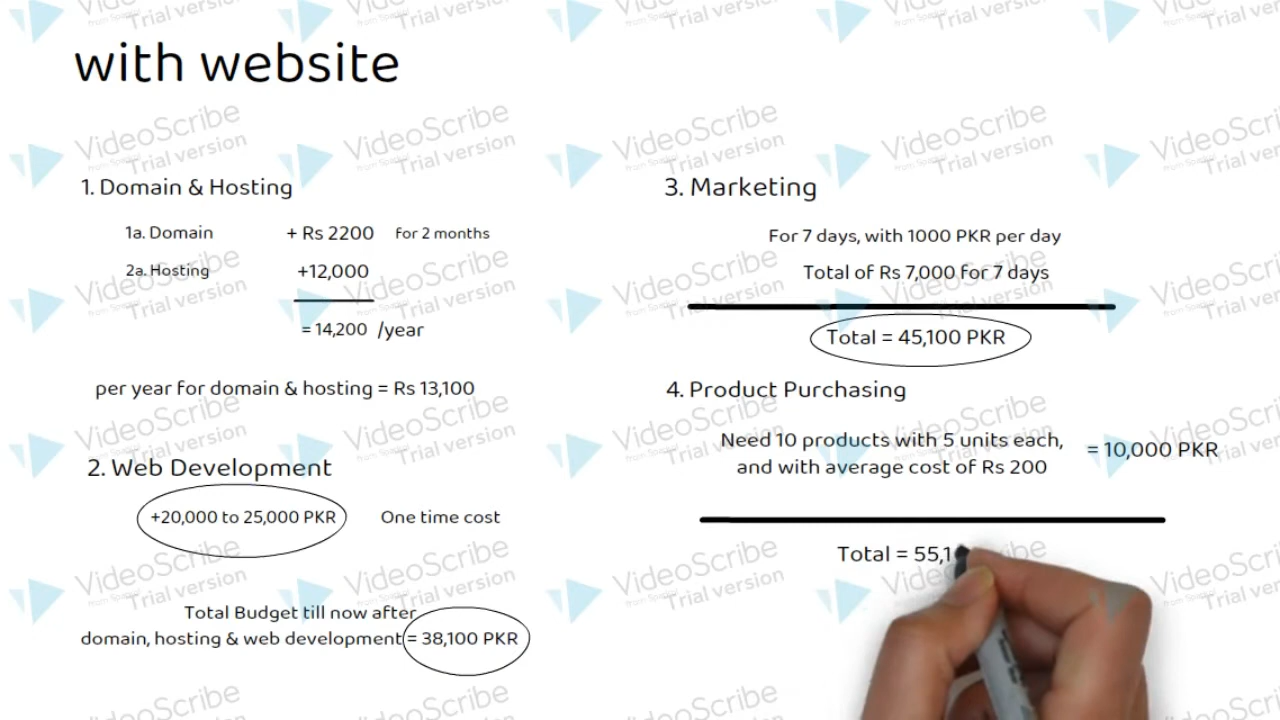 with website
1. Domain & Hosting
1a. Domain + Rs 2200 for 2 months
2a. Hosting +12,000
= 14,200 /year
per year for domain & hosting = Rs 13,100
2. Web Development
+20,000 to 25,000 PKR One time cost
Total Budget till now after
domain, hosting & web development = 38,100 PKR
3. Marketing
For 7 days, with 1000 PKR per day
Total of Rs 7,000 for 7 days
Total = 45,100 PKR
4. Product Purchasing
Need 10 products with 5 units each,
and with average cost of Rs 200
= 10,000 PKR
Total = 55,1
VideoScribe
from Sparkol
Trial version